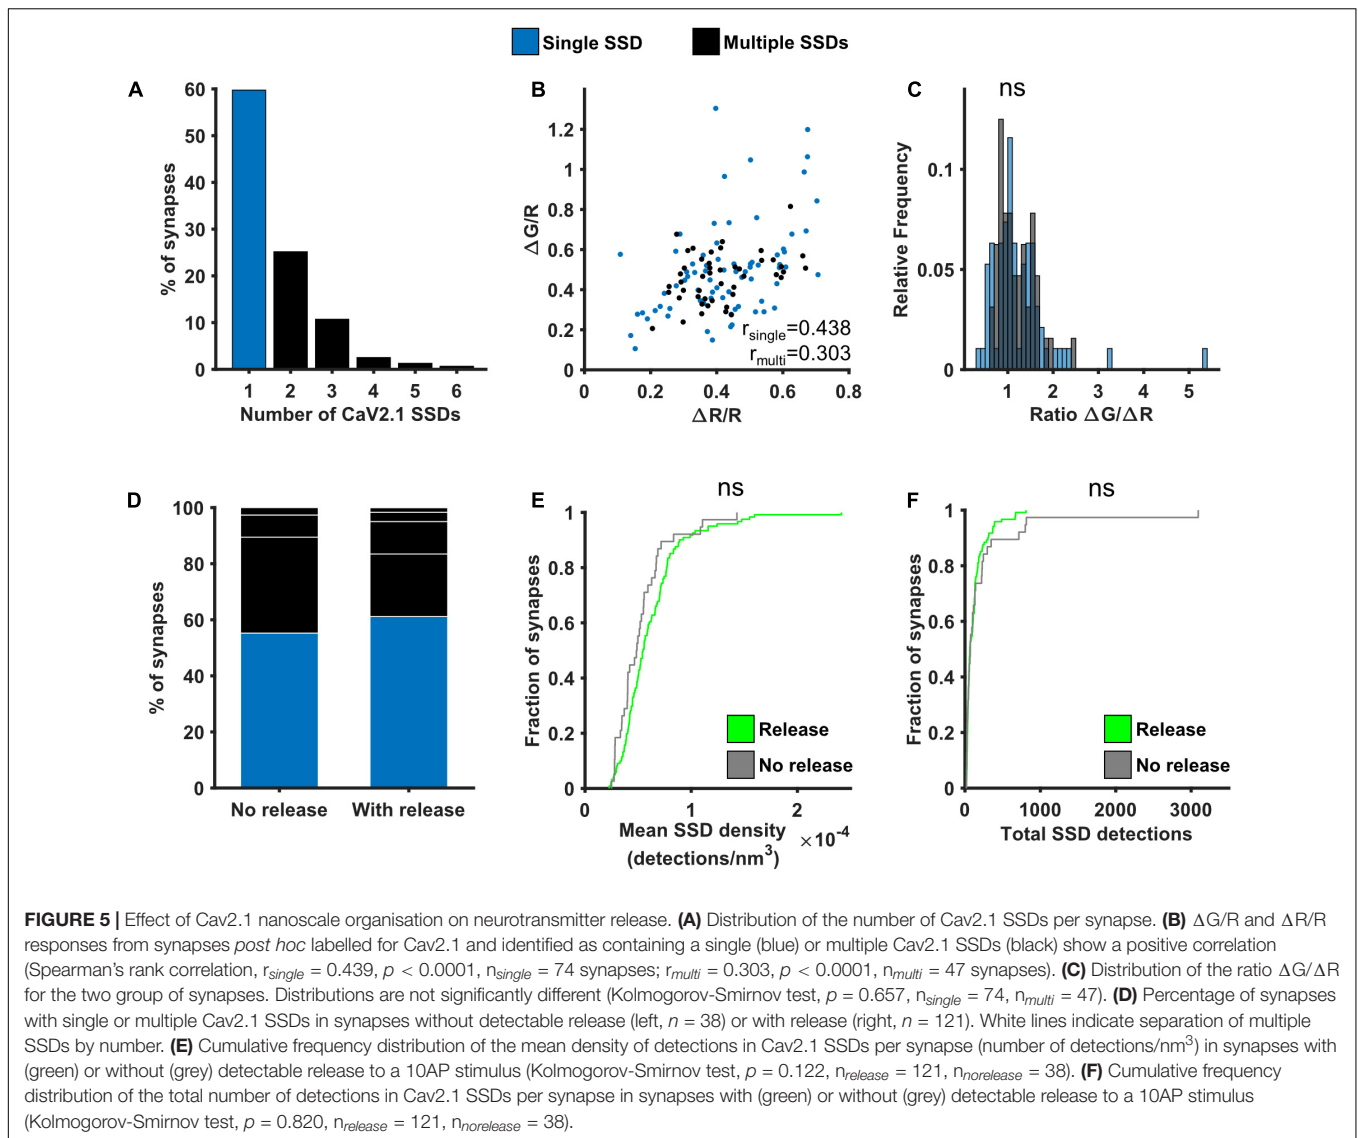 Single SSD Multiple SSDs
A
60
50
40
30
20
10
0
% of synapses
1 2 3 4 5 6
Number of CaV2.1 SSDs
B
1.2
1
0.8
0.6
0.4
0.2
0
ΔG/R
r_single=0.438
r_multi=0.303
0 0.2 0.4 0.6 0.8
ΔR/R
C
ns
0.1
0.05
0
Relative Frequency
1 2 3 4 5
Ratio ΔG/ΔR
D
100
80
60
40
20
0
% of synapses
No release With release
E
ns
1
0.8
0.6
0.4
0.2
0
Fraction of synapses
Release
No release
0 1 2
Mean SSD density ×10⁻⁴
(detections/nm³)
F
ns
1
0.8
0.6
0.4
0.2
0
Fraction of synapses
Release
No release
0 1000 2000 3000
Total SSD detections
FIGURE 5 | Effect of Cav2.1 nanoscale organisation on neurotransmitter release. (A) Distribution of the number of Cav2.1 SSDs per synapse. (B) ΔG/R and ΔR/R
responses from synapses post hoc labelled for Cav2.1 and identified as containing a single (blue) or multiple Cav2.1 SSDs (black) show a positive correlation
(Spearman's rank correlation, r_single = 0.439, p < 0.0001, n_single = 74 synapses; r_multi = 0.303, p < 0.0001, n_multi = 47 synapses). (C) Distribution of the ratio ΔG/ΔR
for the two group of synapses. Distributions are not significantly different (Kolmogorov-Smirnov test, p = 0.657, n_single = 74, n_multi = 47). (D) Percentage of synapses
with single or multiple Cav2.1 SSDs in synapses without detectable release (left, n = 38) or with release (right, n = 121). White lines indicate separation of multiple
SSDs by number. (E) Cumulative frequency distribution of the mean density of detections in Cav2.1 SSDs per synapse (number of detections/nm³) in synapses with
(green) or without (grey) detectable release to a 10AP stimulus (Kolmogorov-Smirnov test, p = 0.122, n_release = 121, n_norelease = 38). (F) Cumulative frequency
distribution of the total number of detections in Cav2.1 SSDs per synapse in synapses with (green) or without (grey) detectable release to a 10AP stimulus
(Kolmogorov-Smirnov test, p = 0.820, n_release = 121, n_norelease = 38).